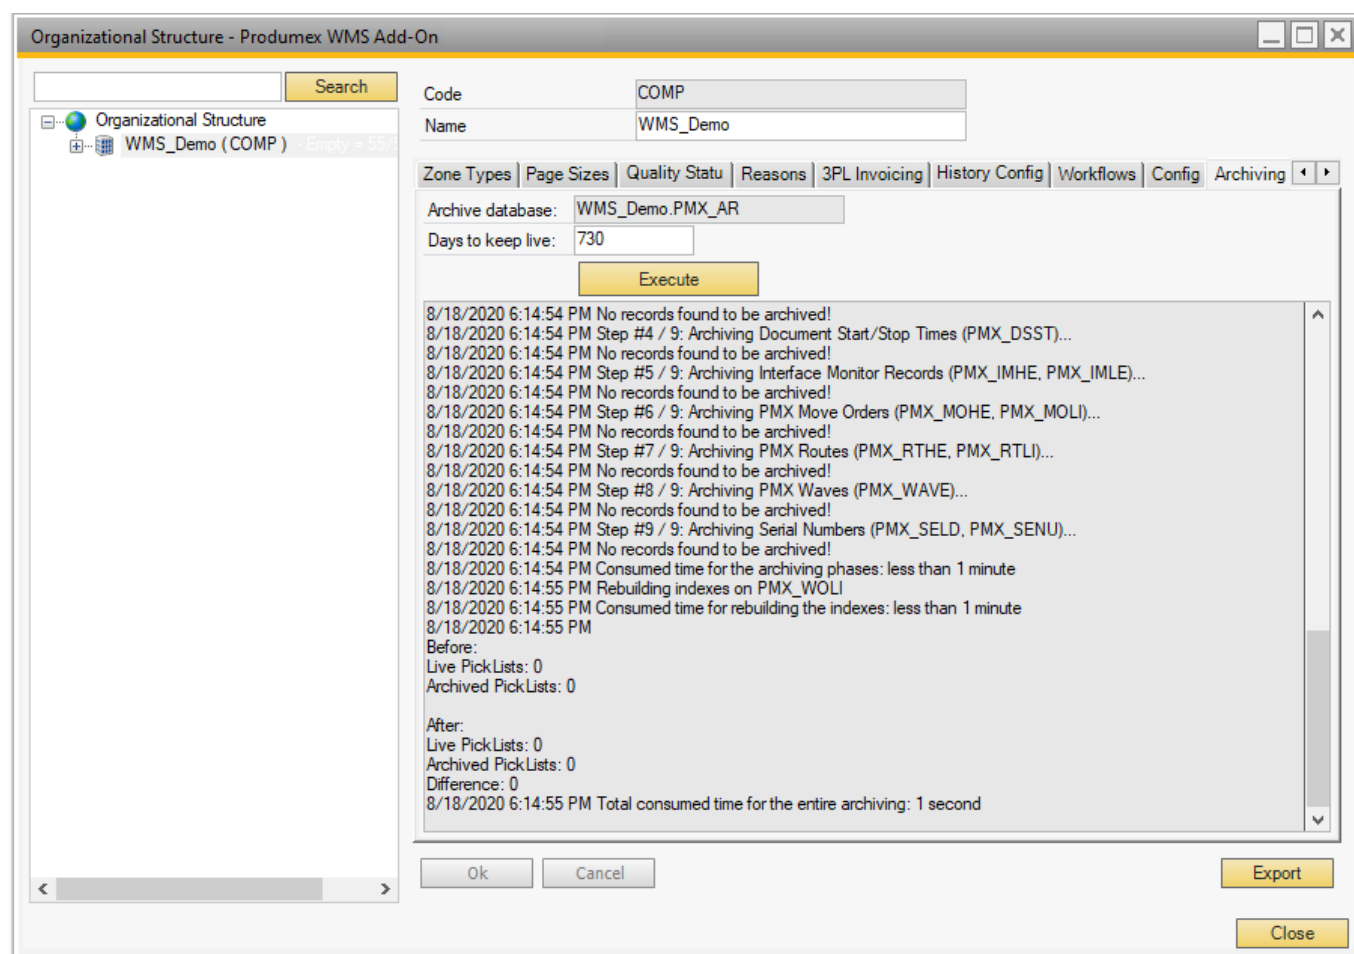 Organizational Structure - Produmex WMS Add-On
Search
Organizational Structure
WMS_Demo ( COMP ) - Empty = 55/
Code COMP
Name WMS_Demo
Zone Types Page Sizes Quality Statu Reasons 3PL Invoicing History Config Workflows Config Archiving
Archive database: WMS_Demo.PMX_AR
Days to keep live: 730
Execute
8/18/2020 6:14:54 PM No records found to be archived!
8/18/2020 6:14:54 PM Step #4 / 9: Archiving Document Start/Stop Times (PMX_DSST)...
8/18/2020 6:14:54 PM No records found to be archived!
8/18/2020 6:14:54 PM Step #5 / 9: Archiving Interface Monitor Records (PMX_IMHE, PMX_IMLE)...
8/18/2020 6:14:54 PM No records found to be archived!
8/18/2020 6:14:54 PM Step #6 / 9: Archiving PMX Move Orders (PMX_MOHE, PMX_MOLI)...
8/18/2020 6:14:54 PM No records found to be archived!
8/18/2020 6:14:54 PM Step #7 / 9: Archiving PMX Routes (PMX_RTHE, PMX_RTLI)...
8/18/2020 6:14:54 PM No records found to be archived!
8/18/2020 6:14:54 PM Step #8 / 9: Archiving PMX Waves (PMX_WAVE)...
8/18/2020 6:14:54 PM No records found to be archived!
8/18/2020 6:14:54 PM Step #9 / 9: Archiving Serial Numbers (PMX_SELD, PMX_SENU)...
8/18/2020 6:14:54 PM No records found to be archived!
8/18/2020 6:14:54 PM Consumed time for the archiving phases: less than 1 minute
8/18/2020 6:14:55 PM Rebuilding indexes on PMX_WOLI
8/18/2020 6:14:55 PM Consumed time for rebuilding the indexes: less than 1 minute
8/18/2020 6:14:55 PM
Before:
Live PickLists: 0
Archived PickLists: 0
After:
Live PickLists: 0
Archived PickLists: 0
Difference: 0
8/18/2020 6:14:55 PM Total consumed time for the entire archiving: 1 second
Ok Cancel Export
Close